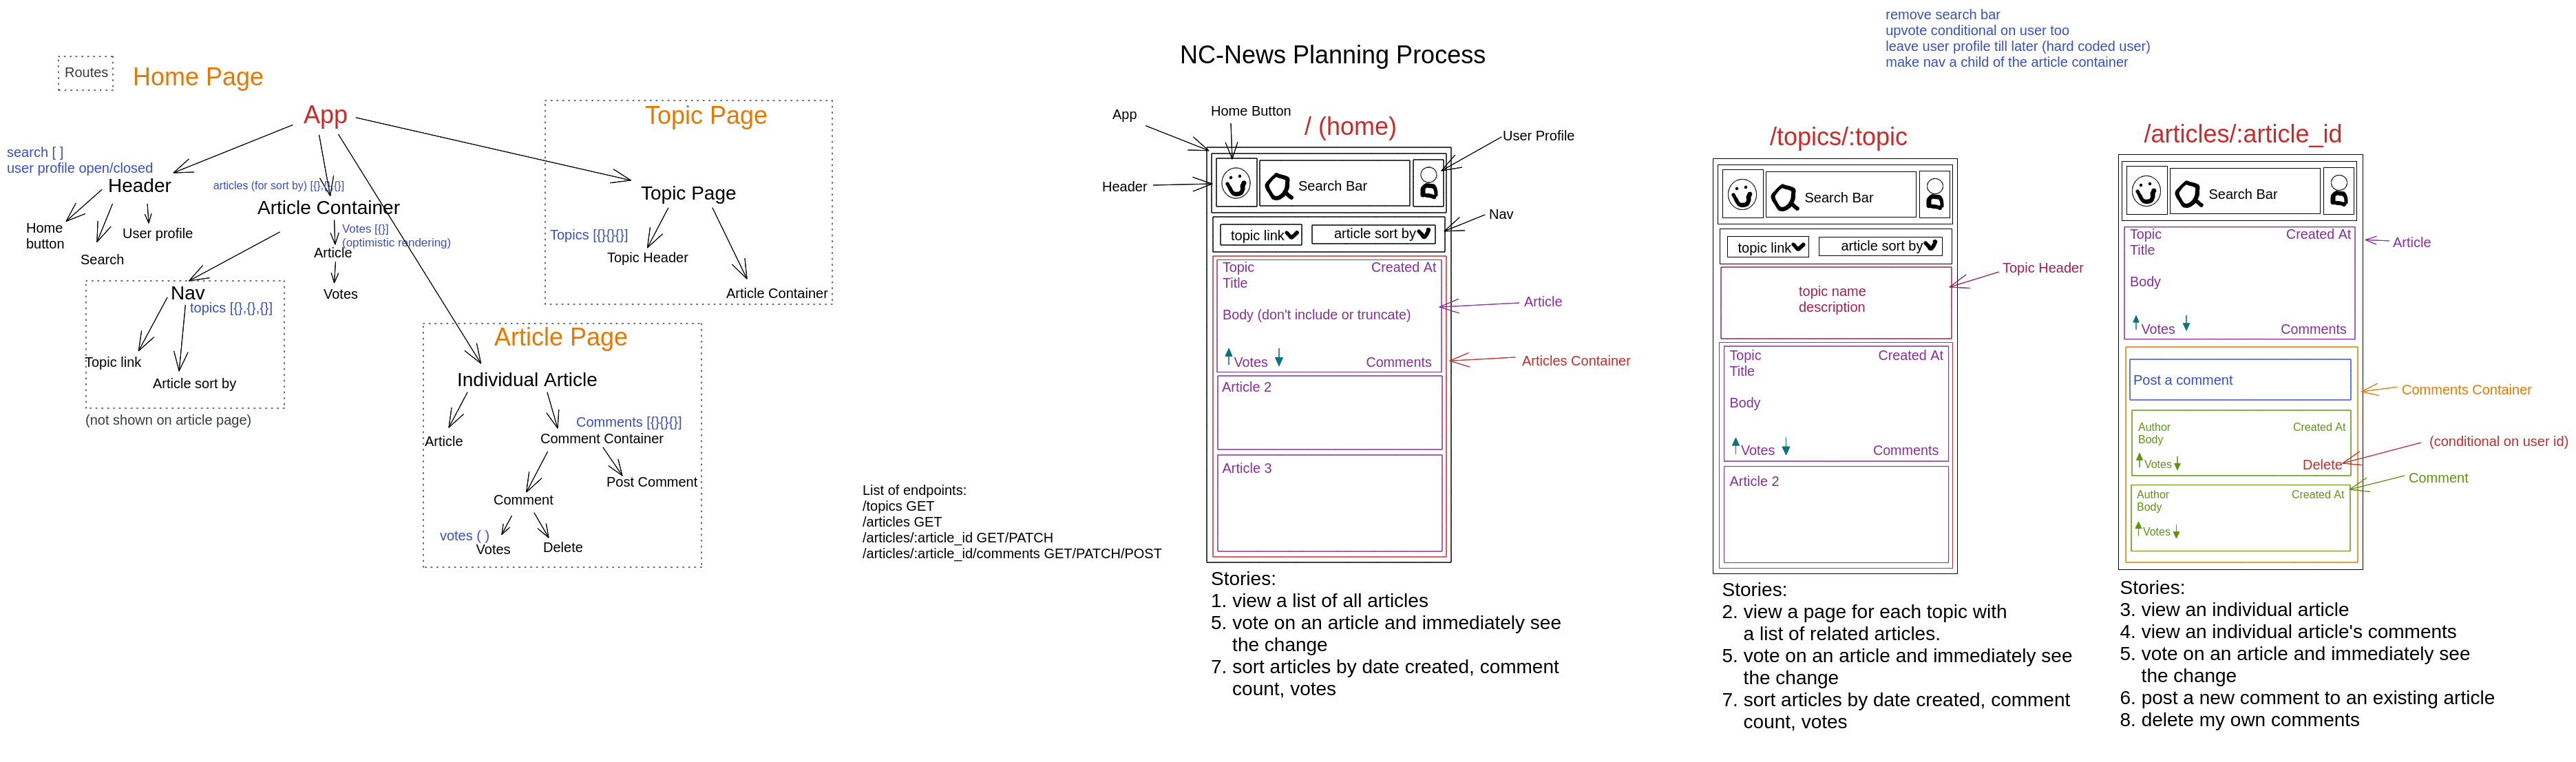 remove search bar
upvote conditional on user too
leave user profile till later (hard coded user)
make nav a child of the article container
NC-News Planning Process
Routes
Home Page
App
Topic Page
search [ ]
user profile open/closed
Header
articles (for sort by) [{},{},{}]
Article Container
Home
button
Search
User profile
Votes [{}]
(optimistic rendering)
Article
Votes
Nav
topics [{},{},{}]
Topic link
Article sort by
(not shown on article page)
Topic Page
Topics [{}{}{}]
Topic Header
Article Container
Article Page
Individual Article
Article
Comments [{}{}{}]
Comment Container
Post Comment
Comment
votes ( )
Votes
Delete
List of endpoints:
/topics GET
/articles GET
/articles/:article_id GET/PATCH
/articles/:article_id/comments GET/PATCH/POST
App
Home Button
/ (home)
User Profile
Header
Search Bar
Nav
topic link
article sort by
Topic
Created At
Title
Body (don't include or truncate)
Article
Votes
Comments
Articles Container
Article 2
Article 3
Stories:
1. view a list of all articles
5. vote on an article and immediately see
the change
7. sort articles by date created, comment
count, votes
/topics/:topic
Search Bar
topic link
article sort by
Topic Header
topic name
description
Topic
Created At
Title
Body
Votes
Comments
Article 2
Stories:
2. view a page for each topic with
a list of related articles.
5. vote on an article and immediately see
the change
7. sort articles by date created, comment
count, votes
/articles/:article_id
Search Bar
Topic
Created At
Title
Article
Body
Votes
Comments
Post a comment
Comments Container
Author
Created At
Body
(conditional on user id)
Votes
Delete
Comment
Author
Created At
Body
Votes
Stories:
3. view an individual article
4. view an individual article's comments
5. vote on an article and immediately see
the change
6. post a new comment to an existing article
8. delete my own comments